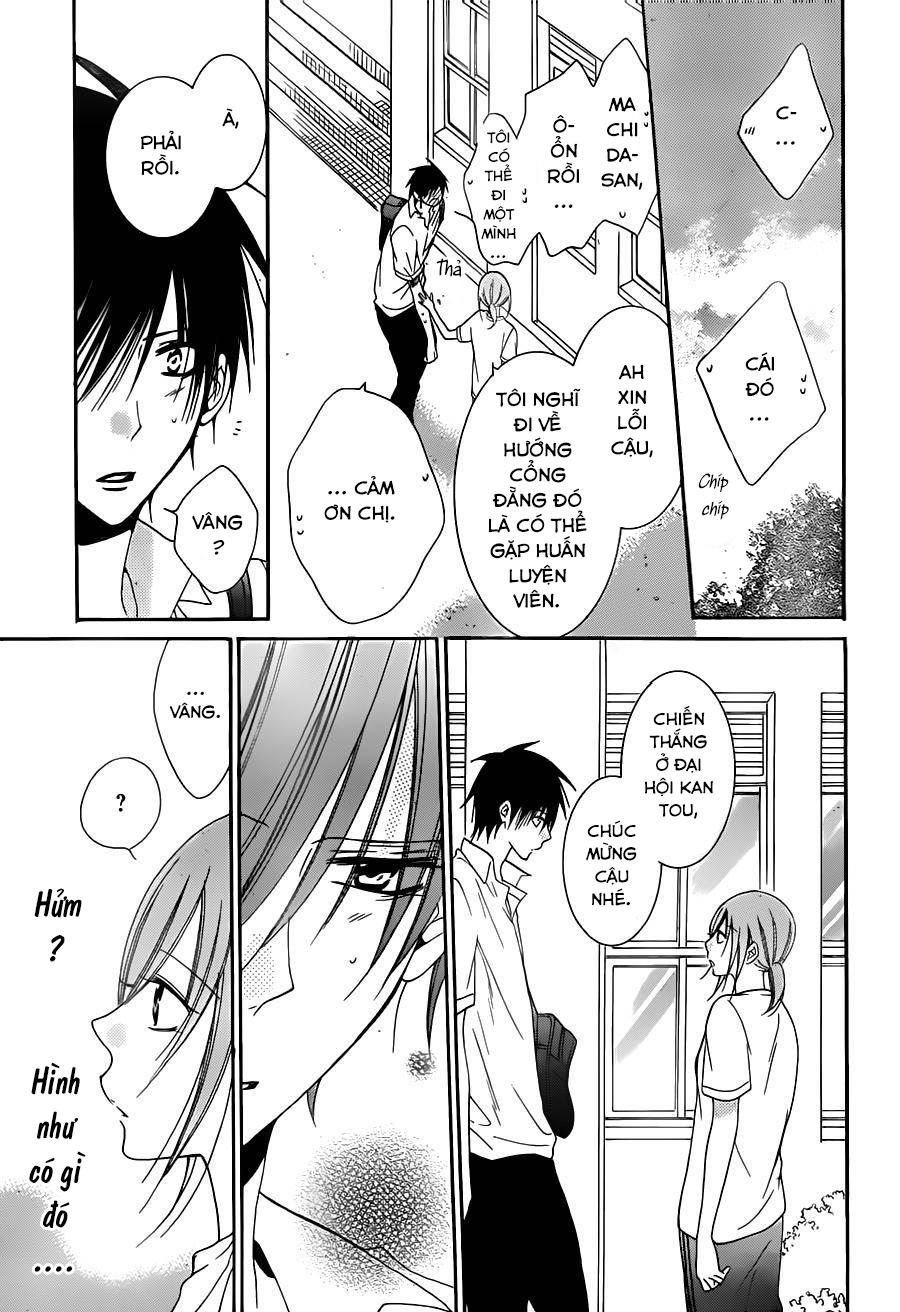 C-
...
CÁI
ĐÓ
...
Chíp
chíp
MA
CHI
DA-
SAN,
Ô-
ỔN RỒI
...
TÔI
CÓ
THỂ
ĐI
MỘT
MÌNH
...
Thả
AH
XIN
LỖI
CẬU,
TÔI NGHĨ
ĐI VỀ
HƯỚNG
CỔNG
ĐẰNG ĐÓ
LÀ CÓ THỂ
GẶP HUẤN
LUYỆN
VIÊN.
... CẢM
ƠN CHỊ.
À,
PHẢI
RỒI.
VÂNG
?
CHIẾN
THẮNG
Ở ĐẠI
HỘI KAN
TOU,
CHÚC
MỪNG
CẬU
NHÉ.
...
VÂNG.
?
Hửm
?
Hình
như
có gì
đó
....